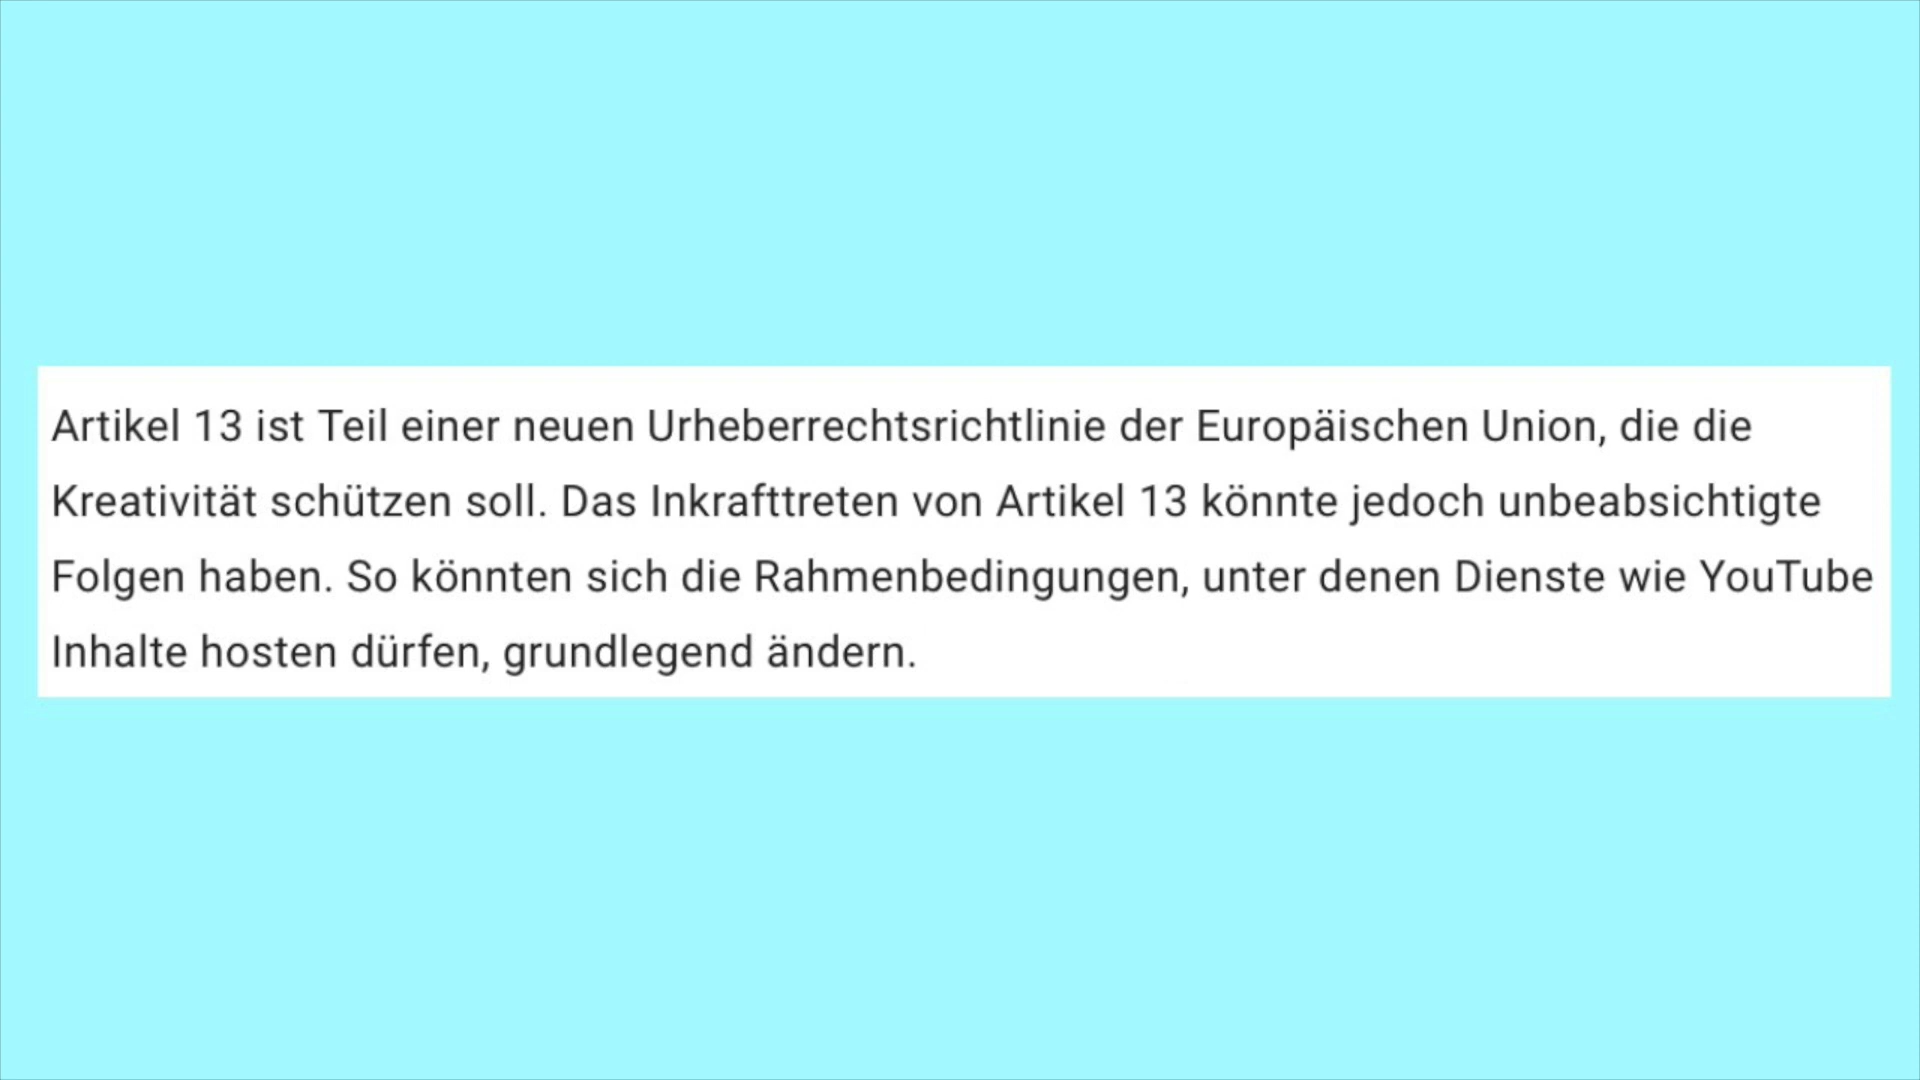 Artikel 13 ist Teil einer neuen Urheberrechtsrichtlinie der Europäischen Union, die die
Kreativität schützen soll. Das Inkrafttreten von Artikel 13 könnte jedoch unbeabsichtigte
Folgen haben. So könnten sich die Rahmenbedingungen, unter denen Dienste wie YouTube
Inhalte hosten dürfen, grundlegend ändern.